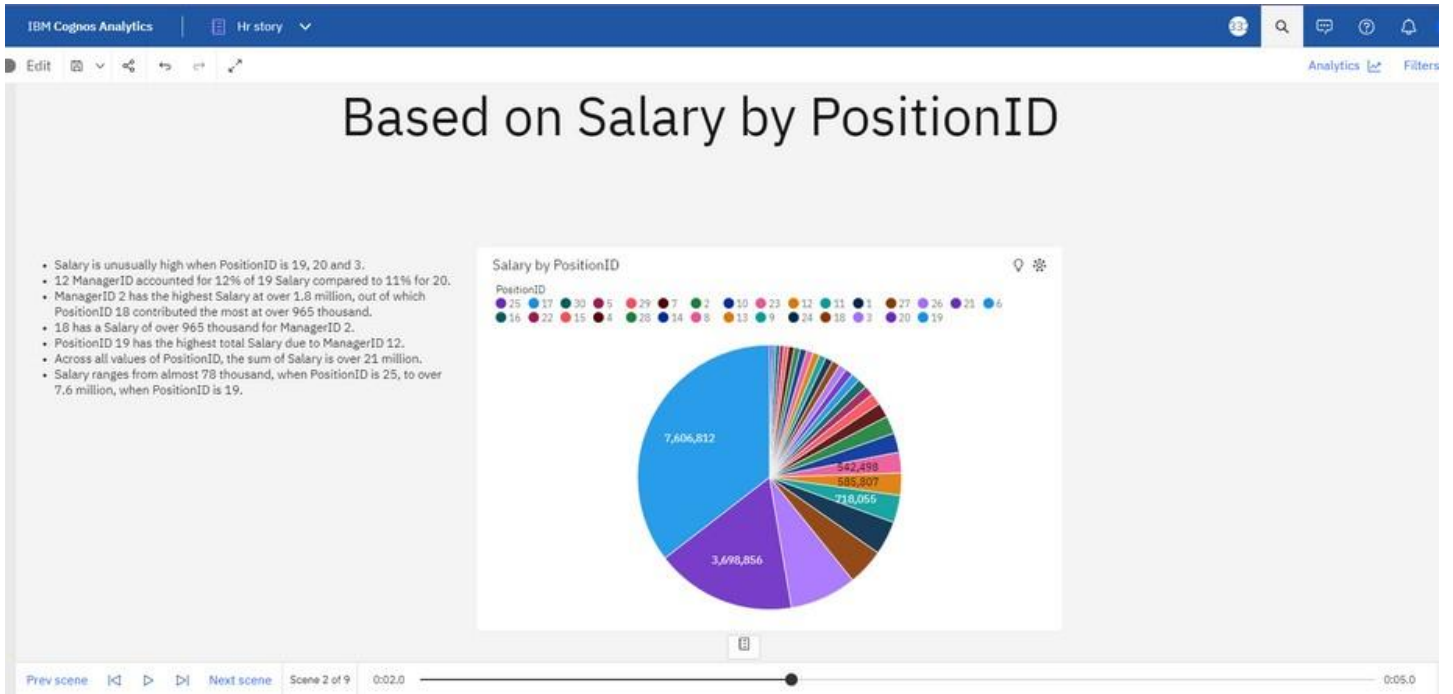 IBM Cognos Analytics
Hr story
Edit
Analytics
Filters
Based on Salary by PositionID
• Salary is unusually high when PositionID is 19, 20 and 3.
• 12 ManagerID accounted for 12% of 19 Salary compared to 11% for 20.
• ManagerID 2 has the highest Salary at over 1.8 million, out of which
PositionID 18 contributed the most at over 965 thousand.
• 18 has a Salary of over 965 thousand for ManagerID 2.
• PositionID 19 has the highest total Salary due to ManagerID 12.
• Across all values of PositionID, the sum of Salary is over 21 million.
• Salary ranges from almost 78 thousand, when PositionID is 25, to over
7.6 million, when PositionID is 19.
Salary by PositionID
PositionID
25 17 30 5 29 7 2 10 23 12 11 1 27 26 21 6
16 22 15 4 28 14 8 13 9 24 18 3 20 19
7,606,812
542,498
585,807
718,055
3,698,856
Prev scene
Next scene
Scene 2 of 9
0:02.0
0:05.0